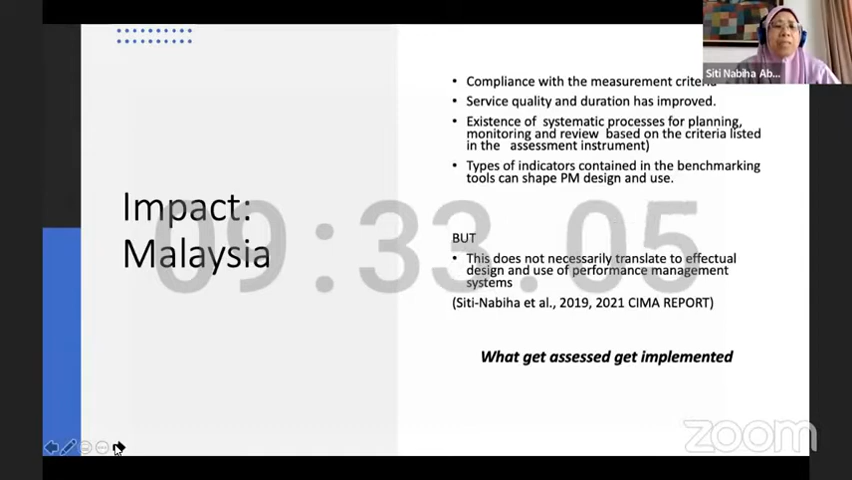 Siti Nabiha Ab...
• Compliance with the measurement criteria
• Service quality and duration has improved.
• Existence of systematic processes for planning,
monitoring and review based on the criteria listed
in the assessment instrument)
• Types of indicators contained in the benchmarking
tools can shape PM design and use.
Impact:
Malaysia
09:33.05
BUT
• This does not necessarily translate to effectual
design and use of performance management
systems
(Siti-Nabiha et al., 2019, 2021 CIMA REPORT)
What get assessed get implemented
zoom